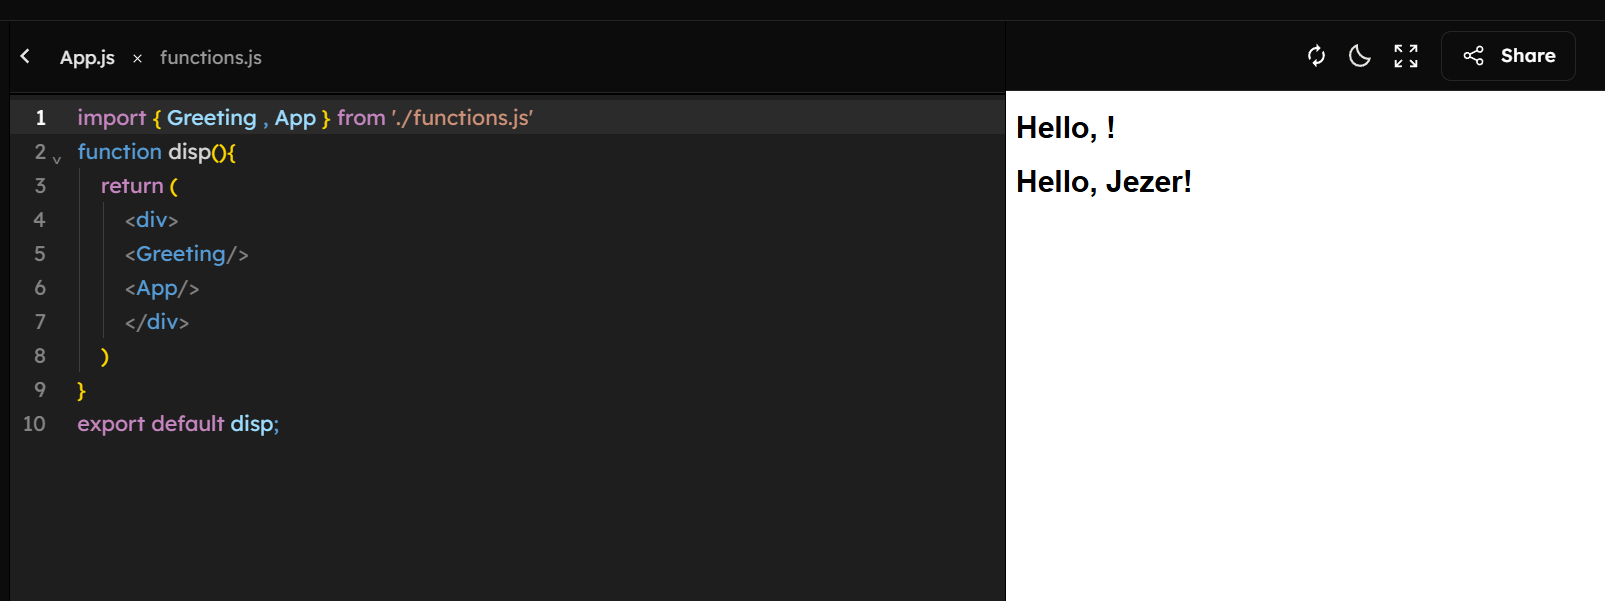 App.js × functions.js
Share
1 import { Greeting , App } from './functions.js'
2 function disp(){
3 return (
4 <div>
5 <Greeting/>
6 <App/>
7 </div>
8 )
9 }
10 export default disp;
Hello, !
Hello, Jezer!